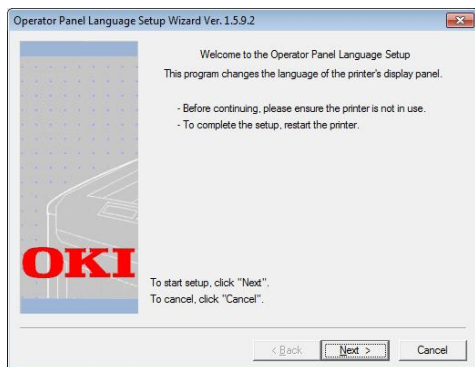 Operator Panel Language Setup Wizard Ver. 1.5.9.2
Welcome to the Operator Panel Language Setup
This program changes the language of the printer's display panel.
- Before continuing, please ensure the printer is not in use.
- To complete the setup, restart the printer.
OKI
To start setup, click "Next".
To cancel, click "Cancel".
< Back
Next >
Cancel